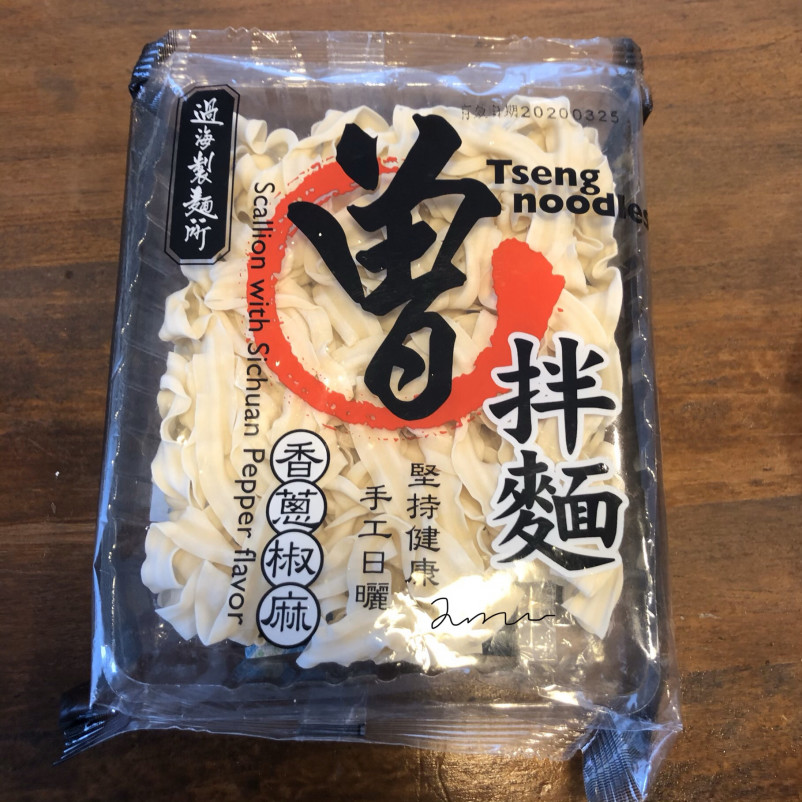 過海製麵所
有效日期20200325
曾
Tseng
noodles
拌麵
Scallion with Sichuan Pepper flavor
香蔥椒麻
堅持健康
手工日曬